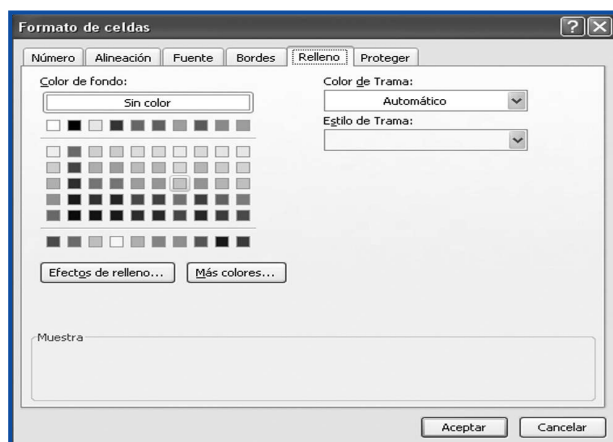 Formato de celdas
Número Alineación Fuente Bordes Relleno Proteger
Color de fondo:
Sin color
Color de Trama:
Automático
Estilo de Trama:
Efectos de relleno...
Más colores...
Muestra
Aceptar Cancelar